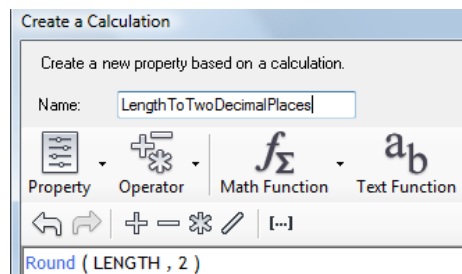 Create a Calculation
Create a new property based on a calculation.
Name: LengthToTwoDecimalPlaces
Property Operator Math Function Text Function
[...]
Round ( LENGTH , 2 )